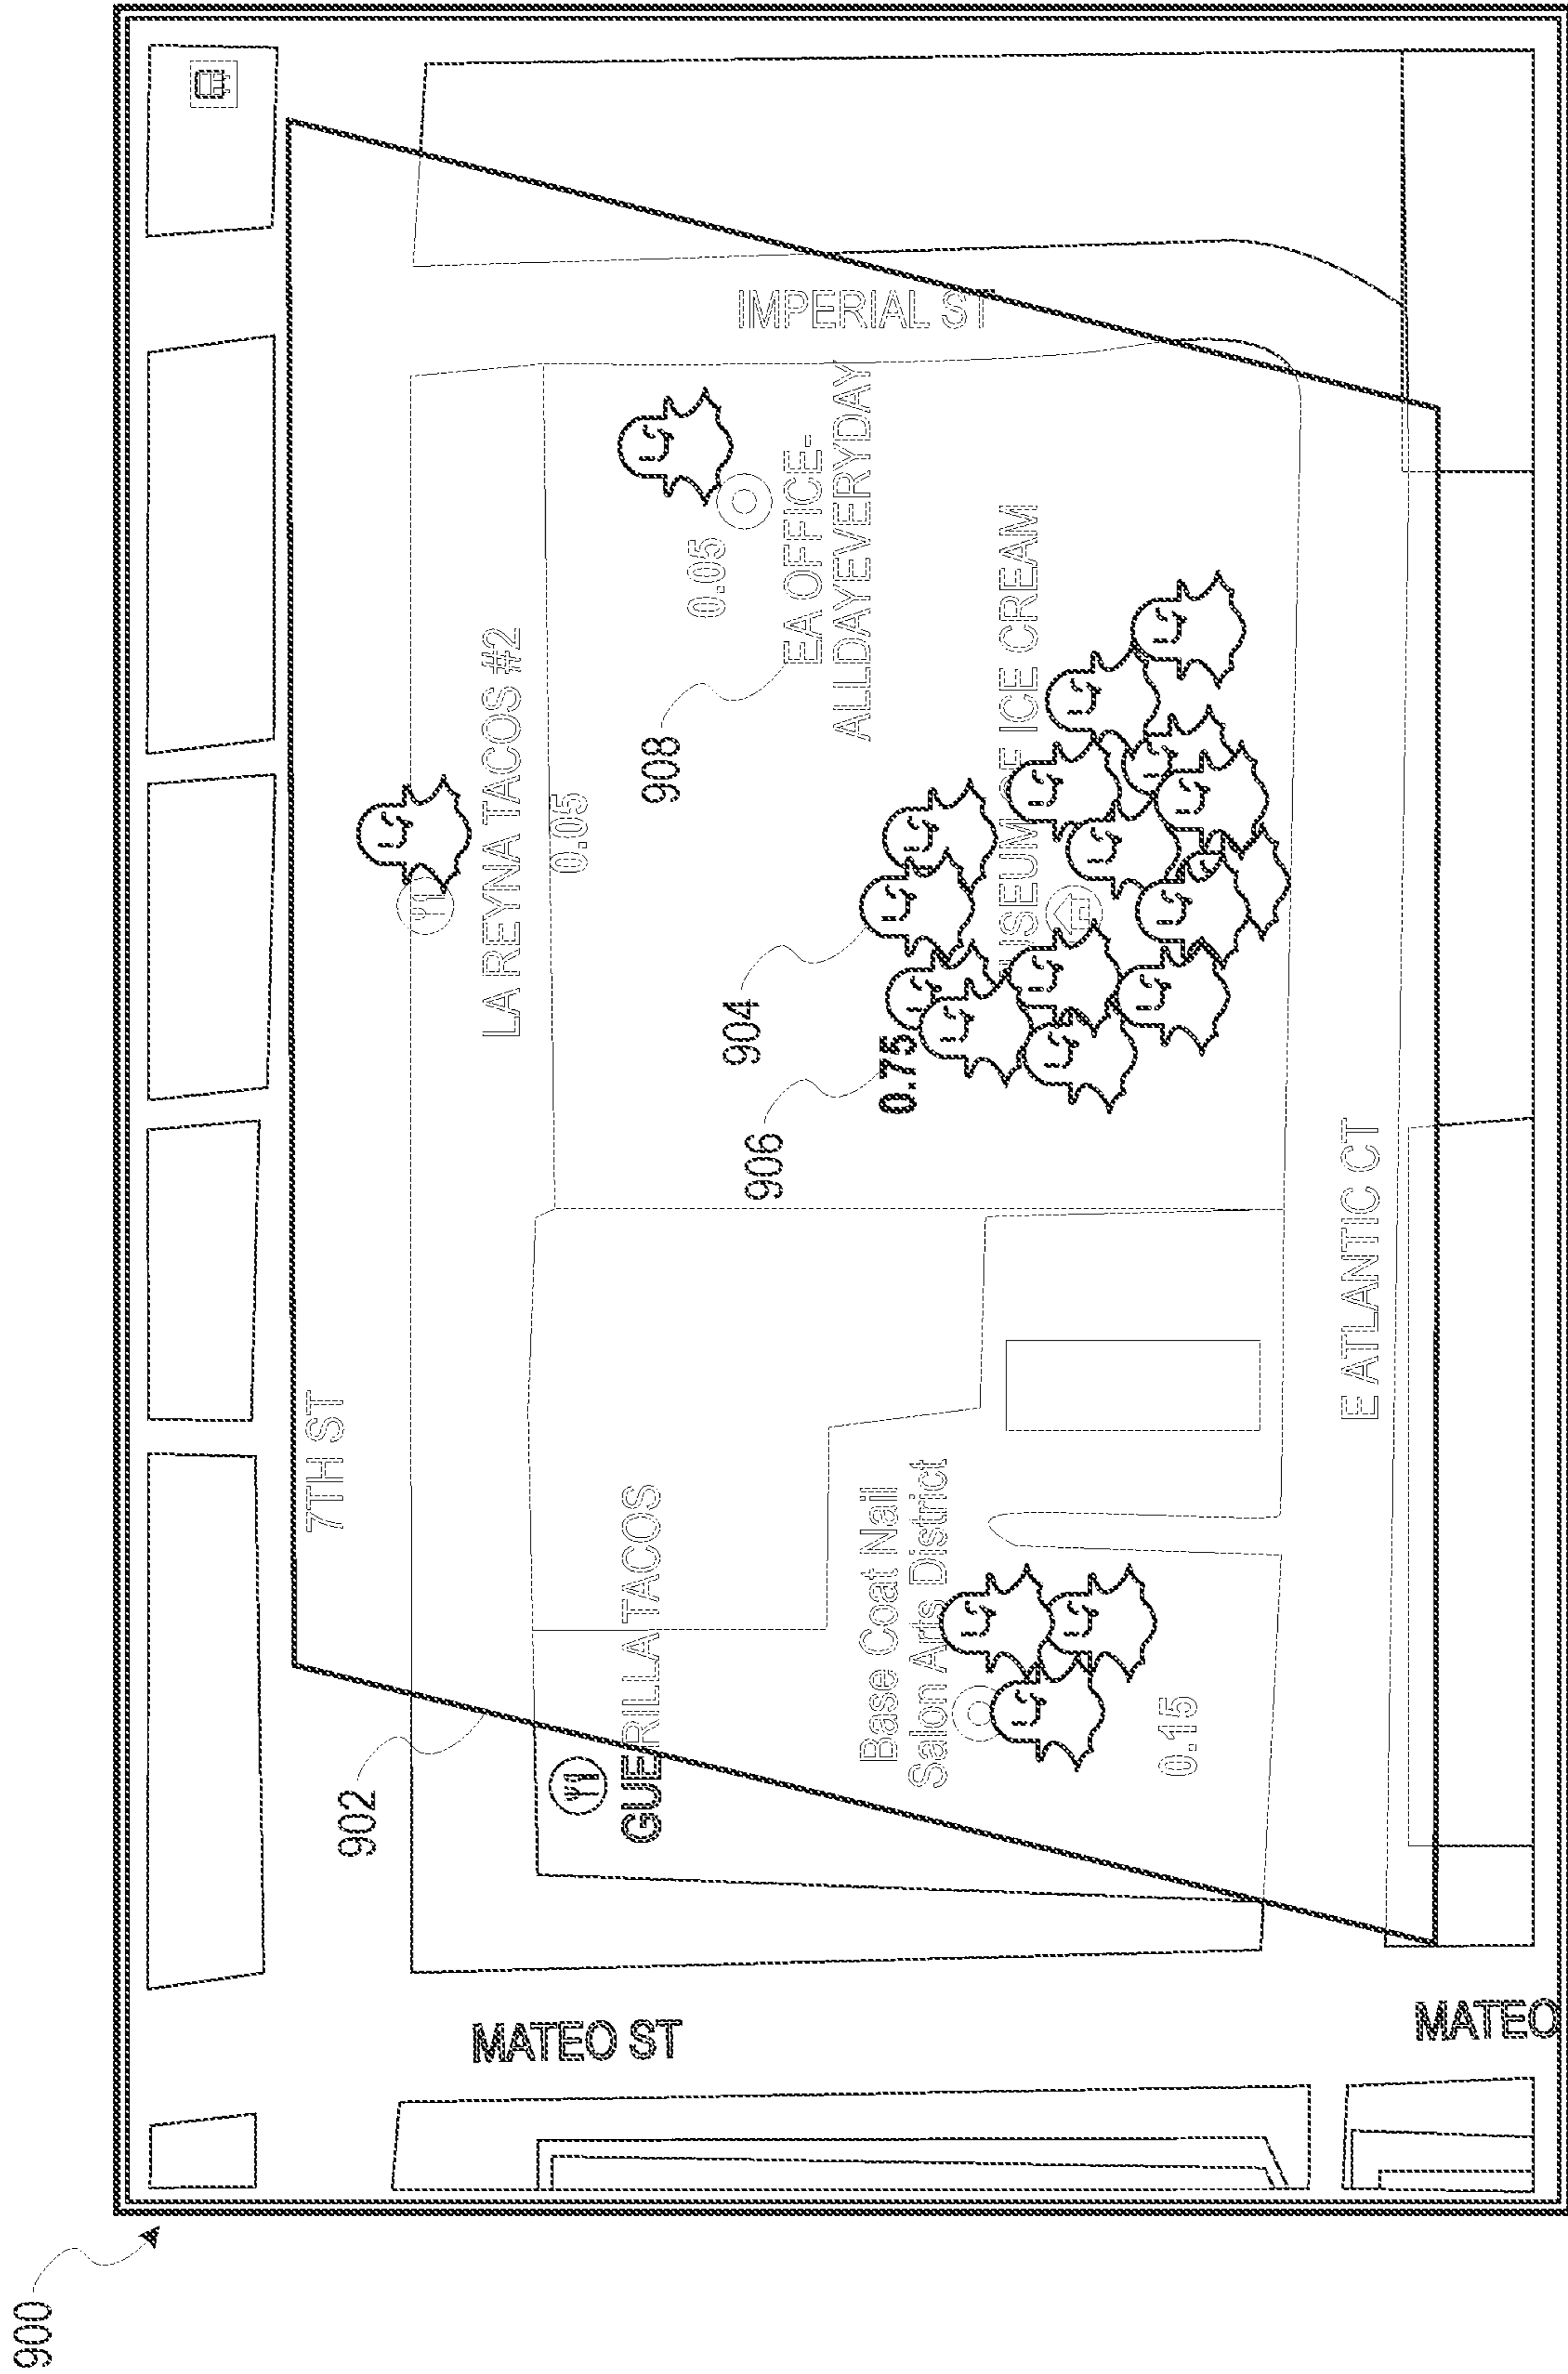 900
7TH ST
902
LA REYNA TACOS #2
0.05
GUERILLA TACOS
908
0.05
EA OFFICE-
ALLDAYEVERYDAY
IMPERIAL ST
904
906
0.75
ICE CREAM
Base Coat Nail
Salon Arts District
0.15
E ATLANTIC CT
MATEO ST
MATEO